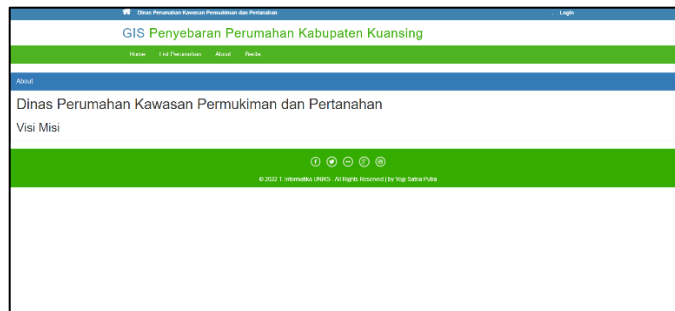 Dinas Perumahan Kawasan Permukiman dan Pertanahan Login
GIS Penyebaran Perumahan Kabupaten Kuansing
Home List Perumahan About Berita
About
Dinas Perumahan Kawasan Permukiman dan Pertanahan
Visi Misi
© 2022 T. Informatika UNIKS . All Rights Reserved | by Yogi Satria Putra